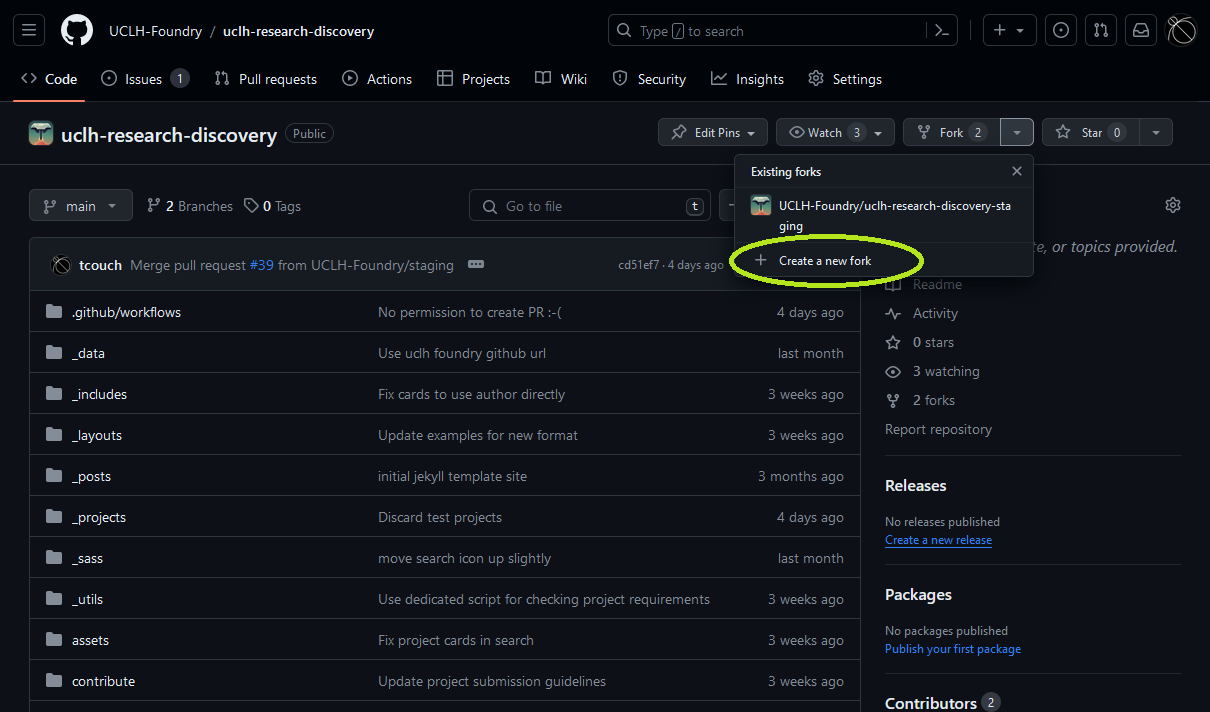 UCLH-Foundry / uclh-research-discovery
Type / to search
Code
Issues 1
Pull requests
Actions
Projects
Wiki
Security
Insights
Settings
uclh-research-discovery Public
Edit Pins
Watch 3
Fork 2
Star 0
Existing forks
UCLH-Foundry/uclh-research-discovery-sta
ging
Create a new fork
main
2 Branches
0 Tags
Go to file t
e, or topics provided.
tcouch Merge pull request #39 from UCLH-Foundry/staging
cd51ef7 · 4 days ago
.github/workflows No permission to create PR :-( 4 days ago
_data Use uclh foundry github url last month
_includes Fix cards to use author directly 3 weeks ago
_layouts Update examples for new format 3 weeks ago
_posts initial jekyll template site 3 months ago
_projects Discard test projects 4 days ago
_sass move search icon up slightly last month
_utils Use dedicated script for checking project requirements 3 weeks ago
assets Fix project cards in search 3 weeks ago
contribute Update project submission guidelines 3 weeks ago
Readme
Activity
0 stars
3 watching
2 forks
Report repository
Releases
No releases published
Create a new release
Packages
No packages published
Publish your first package
Contributors 2